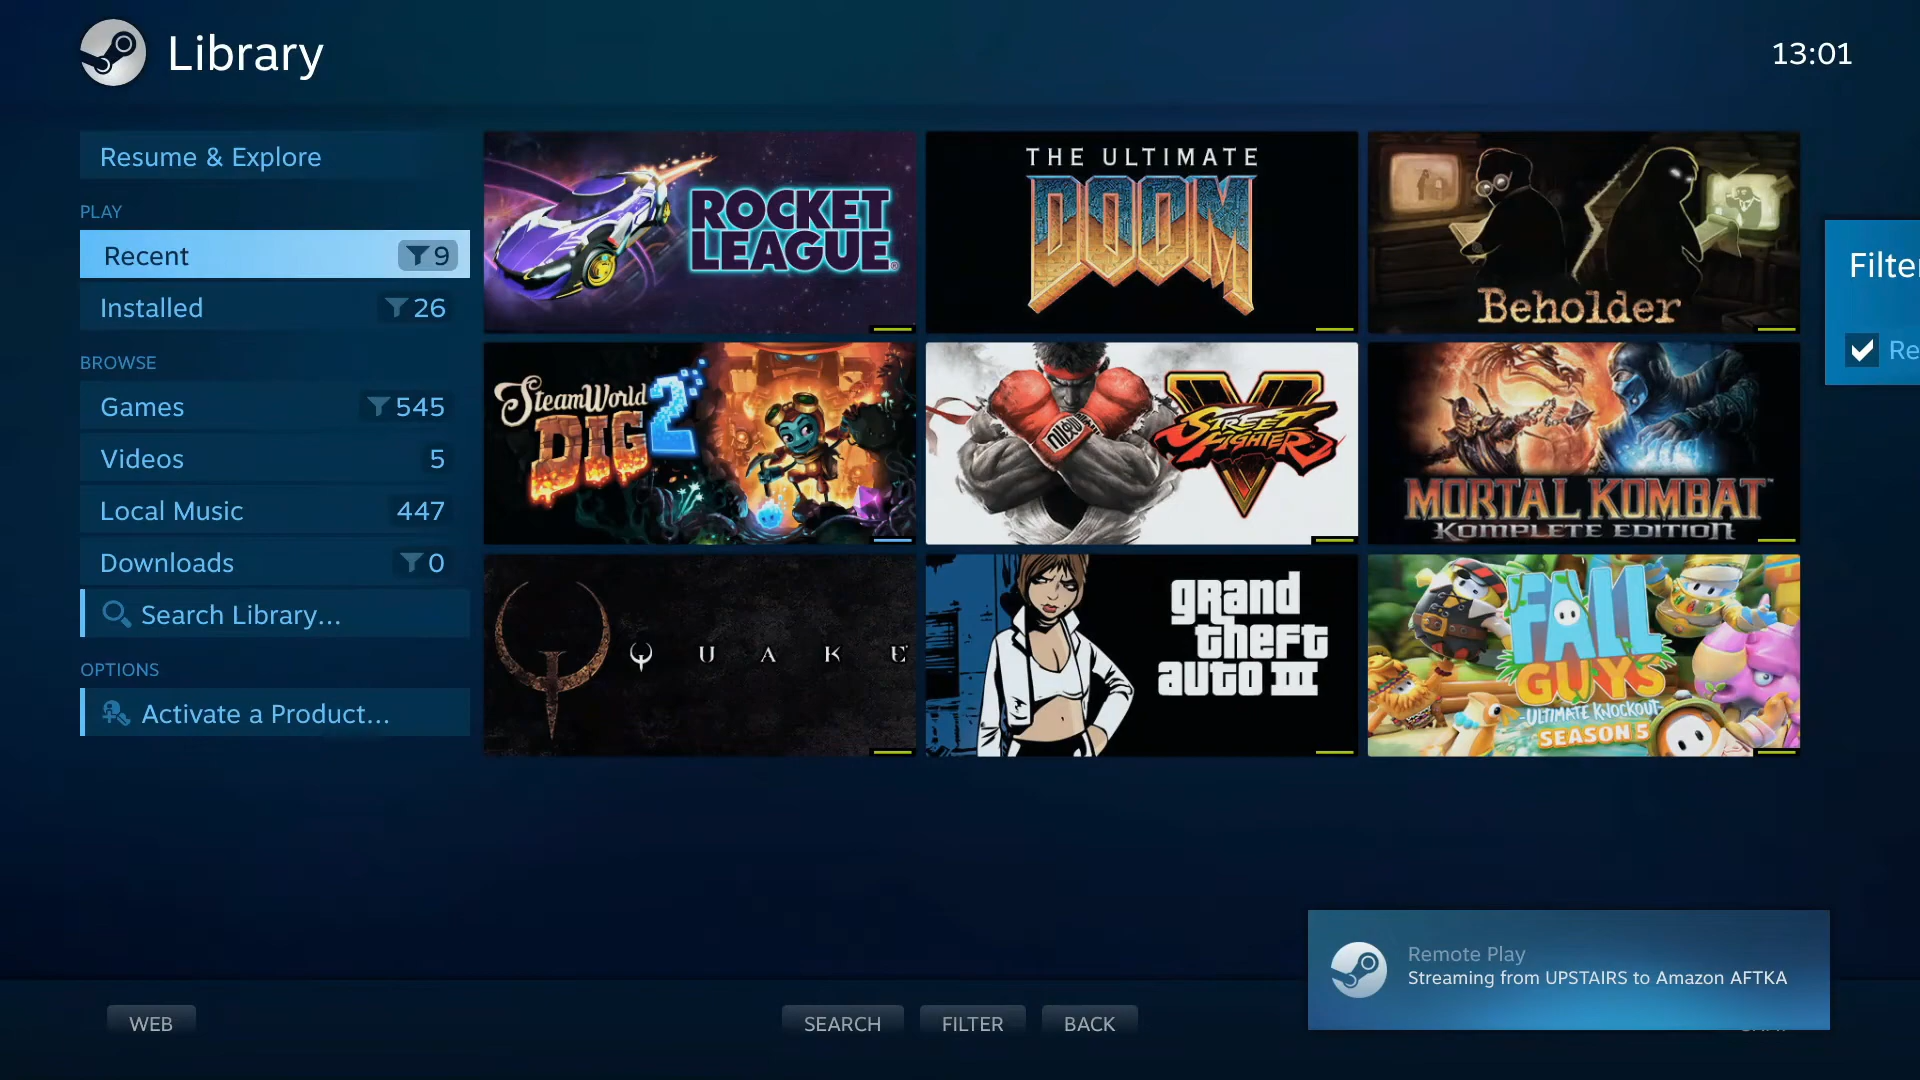 Library
13:01
Resume & Explore
PLAY
Recent 9
Installed 26
BROWSE
Games 545
Videos 5
Local Music 447
Downloads 0
Search Library...
OPTIONS
Activate a Product...
ROCKET
LEAGUE
THE ULTIMATE
DOOM
Beholder
SteamWorld
DIG 2
STREET
FIGHTER
V
MORTAL KOMBAT
KOMPLETE EDITION
QUAKE
grand
theft
auto III
FALL
GUYS
ULTIMATE KNOCKOUT
SEASON 5
Filte
Re
Remote Play
Streaming from UPSTAIRS to Amazon AFTKA
WEB
SEARCH
FILTER
BACK